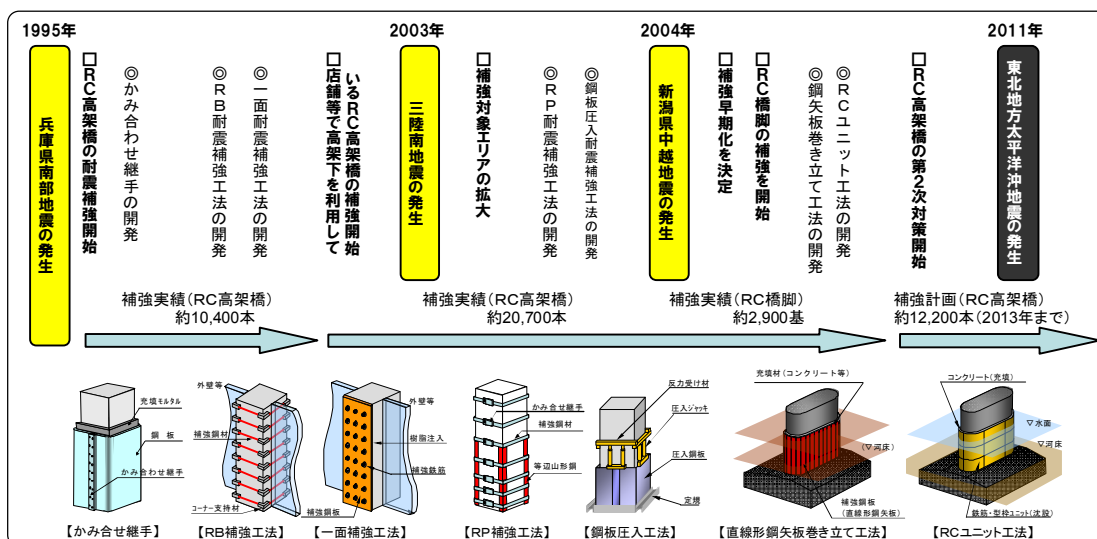 1995年
2003年
2004年
2011年
兵庫県南部地震の発生
□RC高架橋の耐震補強開始
◎かみ合わせ継手の開発
◎RB耐震補強工法の開発
◎一面耐震補強工法の開発
□店舗等で高架下を利用して
いるRC高架橋の補強開始
三陸南地震の発生
□補強対象エリアの拡大
◎RP耐震補強工法の開発
◎鋼板圧入耐震補強工法の開発
新潟県中越地震の発生
□補強早期化を決定
□RC橋脚の補強を開始
◎鋼矢板巻き立て工法の開発
◎RCユニット工法の開発
□RC高架橋の第2次対策開始
東北地方太平洋沖地震の発生
補強実績(RC高架橋)
約10,400本
補強実績(RC高架橋)
約20,700本
補強実績(RC橋脚)
約2,900基
補強計画(RC高架橋)
約12,200本(2013年まで)
充填モルタル
鋼 板
かみ合わせ継手
【かみ合せ継手】
外壁等
補強鋼材
コーナー支持材
【RB補強工法】
外壁等
樹脂注入
補強鉄筋
補強鋼板
【一面補強工法】
かみ合せ継手
補強鋼材
等辺山形鋼
【RP補強工法】
反力受け材
圧入ジャッキ
圧入鋼板
定規
【鋼板圧入工法】
充填材(コンクリート等)
(▽河床)
補強鋼板
(直線形鋼矢板)
【直線形鋼矢板巻き立て工法】
コンクリート(充填)
▽水面
▽河床
鉄筋・型枠ユニット(沈設)
【RCユニット工法】